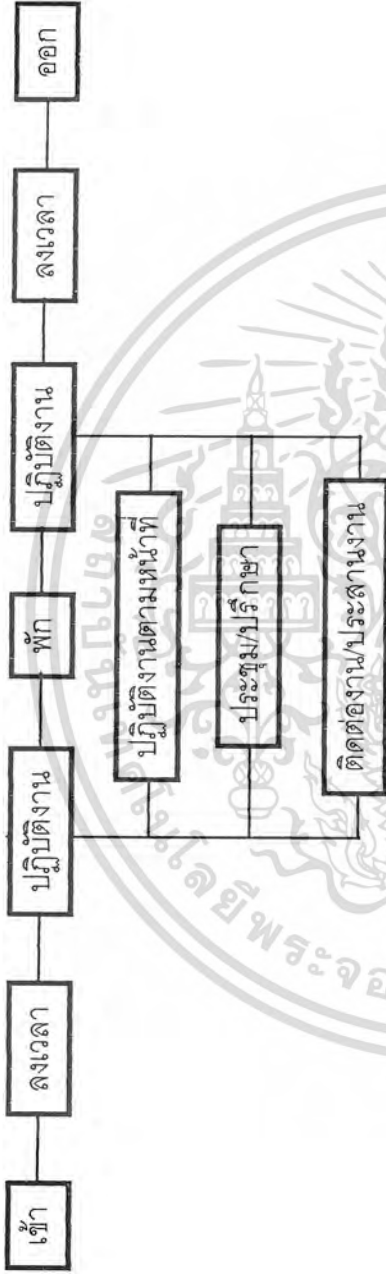 เข้า
ลงเวลา
ปฏิบัติงาน
พัก
ปฏิบัติงาน
ลงเวลา
ออก
ปฏิบัติงานตามหน้าที่
ประชุม/ปรึกษา
ติดต่องาน/ประสานงาน